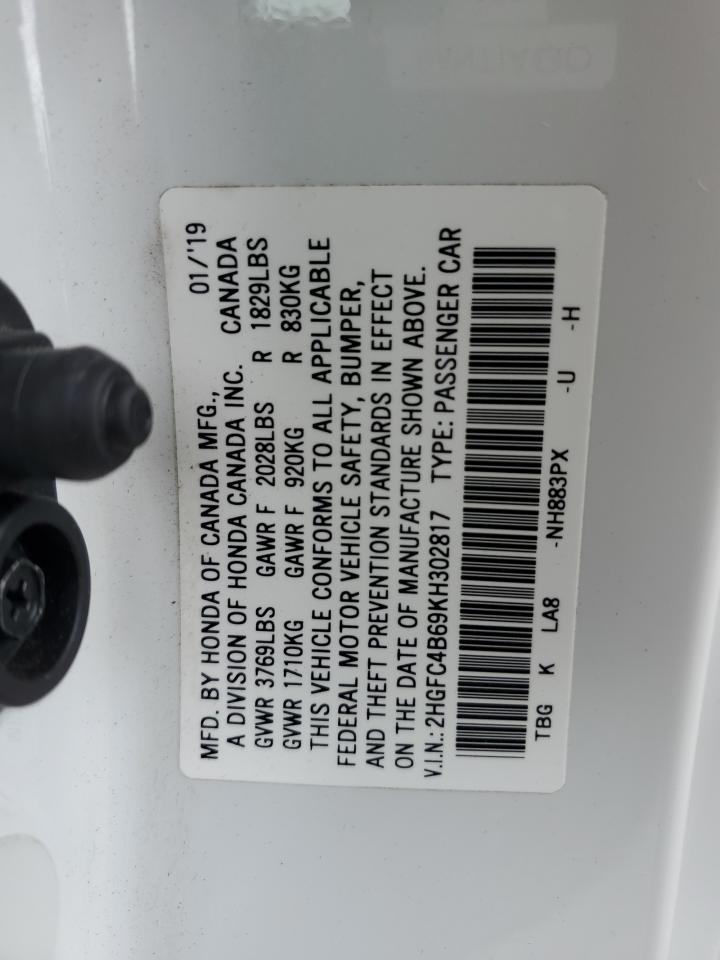 MFD. BY HONDA OF CANADA MFG., 01/'19
A DIVISION OF HONDA CANADA INC. CANADA
GVWR 3769LBS GAWR F 2028LBS R 1829LBS
GVWR 1710KG GAWR F 920KG R 830KG
THIS VEHICLE CONFORMS TO ALL APPLICABLE
FEDERAL MOTOR VEHICLE SAFETY, BUMPER,
AND THEFT PREVENTION STANDARDS IN EFFECT
ON THE DATE OF MANUFACTURE SHOWN ABOVE.
V.I.N.: 2HGFC4B69KH302817 TYPE: PASSENGER CAR
TBG K LA8 -NH883PX -U -H